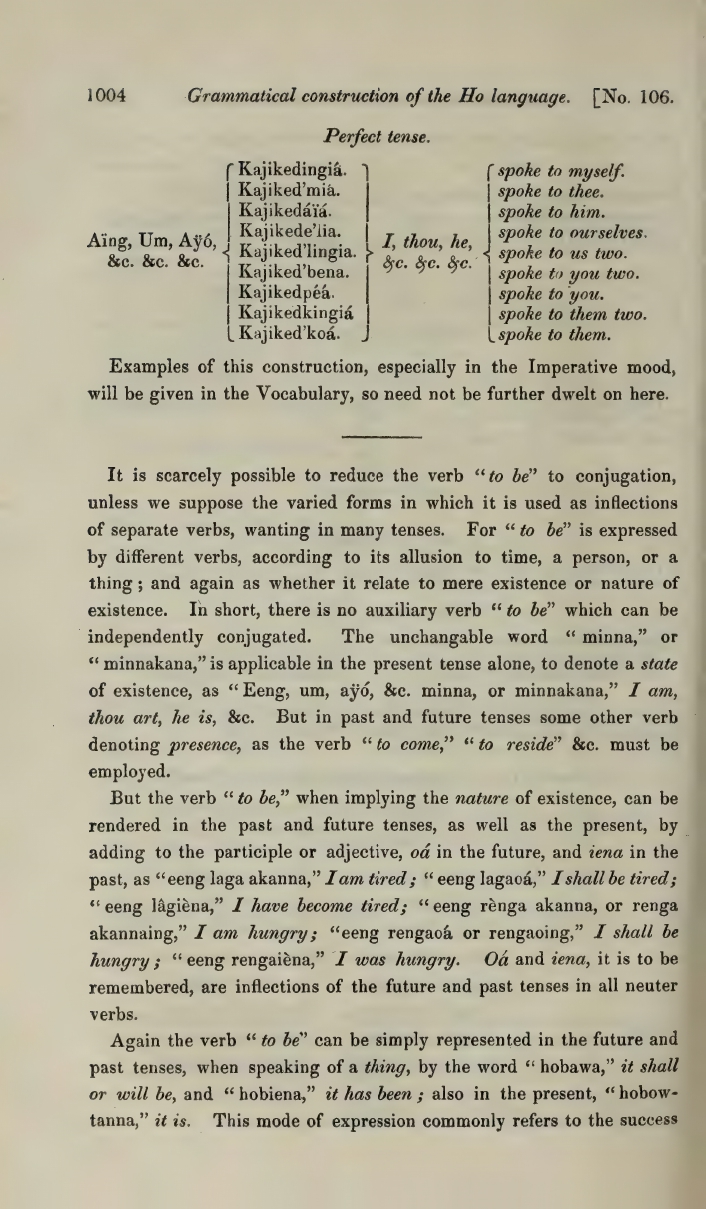 1004 Grammatical construction of the Ho language. [No. 106.
Perfect tense.
Kajikedingiá. spoke to myself.
Kajiked'mia. spoke to thee.
Kajikedáïá. spoke to him.
Kajikede'lia. spoke to ourselves.
Aïng, Um, Aÿó, &c. &c. &c. Kajiked'lingia. I, thou, he, &c. &c. &c. spoke to us two.
Kajiked'bena. spoke to you two.
Kajikedpéá. spoke to you.
Kajikedkingiá spoke to them two.
Kajiked'koá. spoke to them.
Examples of this construction, especially in the Imperative mood,
will be given in the Vocabulary, so need not be further dwelt on here.
It is scarcely possible to reduce the verb "to be" to conjugation,
unless we suppose the varied forms in which it is used as inflections
of separate verbs, wanting in many tenses. For "to be" is expressed
by different verbs, according to its allusion to time, a person, or a
thing; and again as whether it relate to mere existence or nature of
existence. In short, there is no auxiliary verb "to be" which can be
independently conjugated. The unchangable word "minna," or
"minnakana," is applicable in the present tense alone, to denote a state
of existence, as "Eeng, um, aÿó, &c. minna, or minnakana," I am,
thou art, he is, &c. But in past and future tenses some other verb
denoting presence, as the verb "to come," "to reside" &c. must be
employed.
But the verb "to be," when implying the nature of existence, can be
rendered in the past and future tenses, as well as the present, by
adding to the participle or adjective, oá in the future, and iena in the
past, as "eeng laga akanna," I am tired; "eeng lagaoá," I shall be tired;
"eeng lâgièna," I have become tired; "eeng rènga akanna, or renga
akannaing," I am hungry; "eeng rengaoá or rengaoing," I shall be
hungry; "eeng rengaièna," I was hungry. Oá and iena, it is to be
remembered, are inflections of the future and past tenses in all neuter
verbs.
Again the verb "to be" can be simply represented in the future and
past tenses, when speaking of a thing, by the word "hobawa," it shall
or will be, and "hobiena," it has been; also in the present, "hobow-
tanna," it is. This mode of expression commonly refers to the success